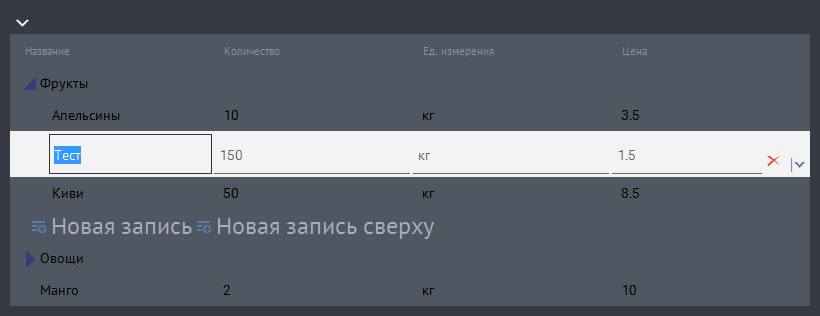 Название Количество Ед. измерения Цена
Фрукты
Апельсины 10 кг 3.5
Тест 150 кг 1.5
Киви 50 кг 8.5
Новая запись Новая запись сверху
Овощи
Манго 2 кг 10